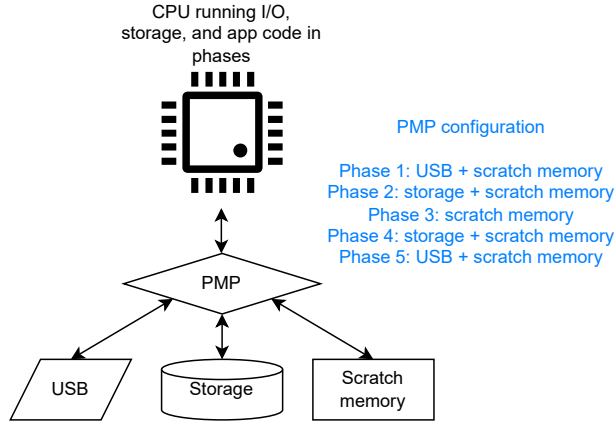 CPU running I/O,
storage, and app code in
phases
PMP configuration
Phase 1: USB + scratch memory
Phase 2: storage + scratch memory
Phase 3: scratch memory
Phase 4: storage + scratch memory
Phase 5: USB + scratch memory
PMP
USB
Storage
Scratch
memory